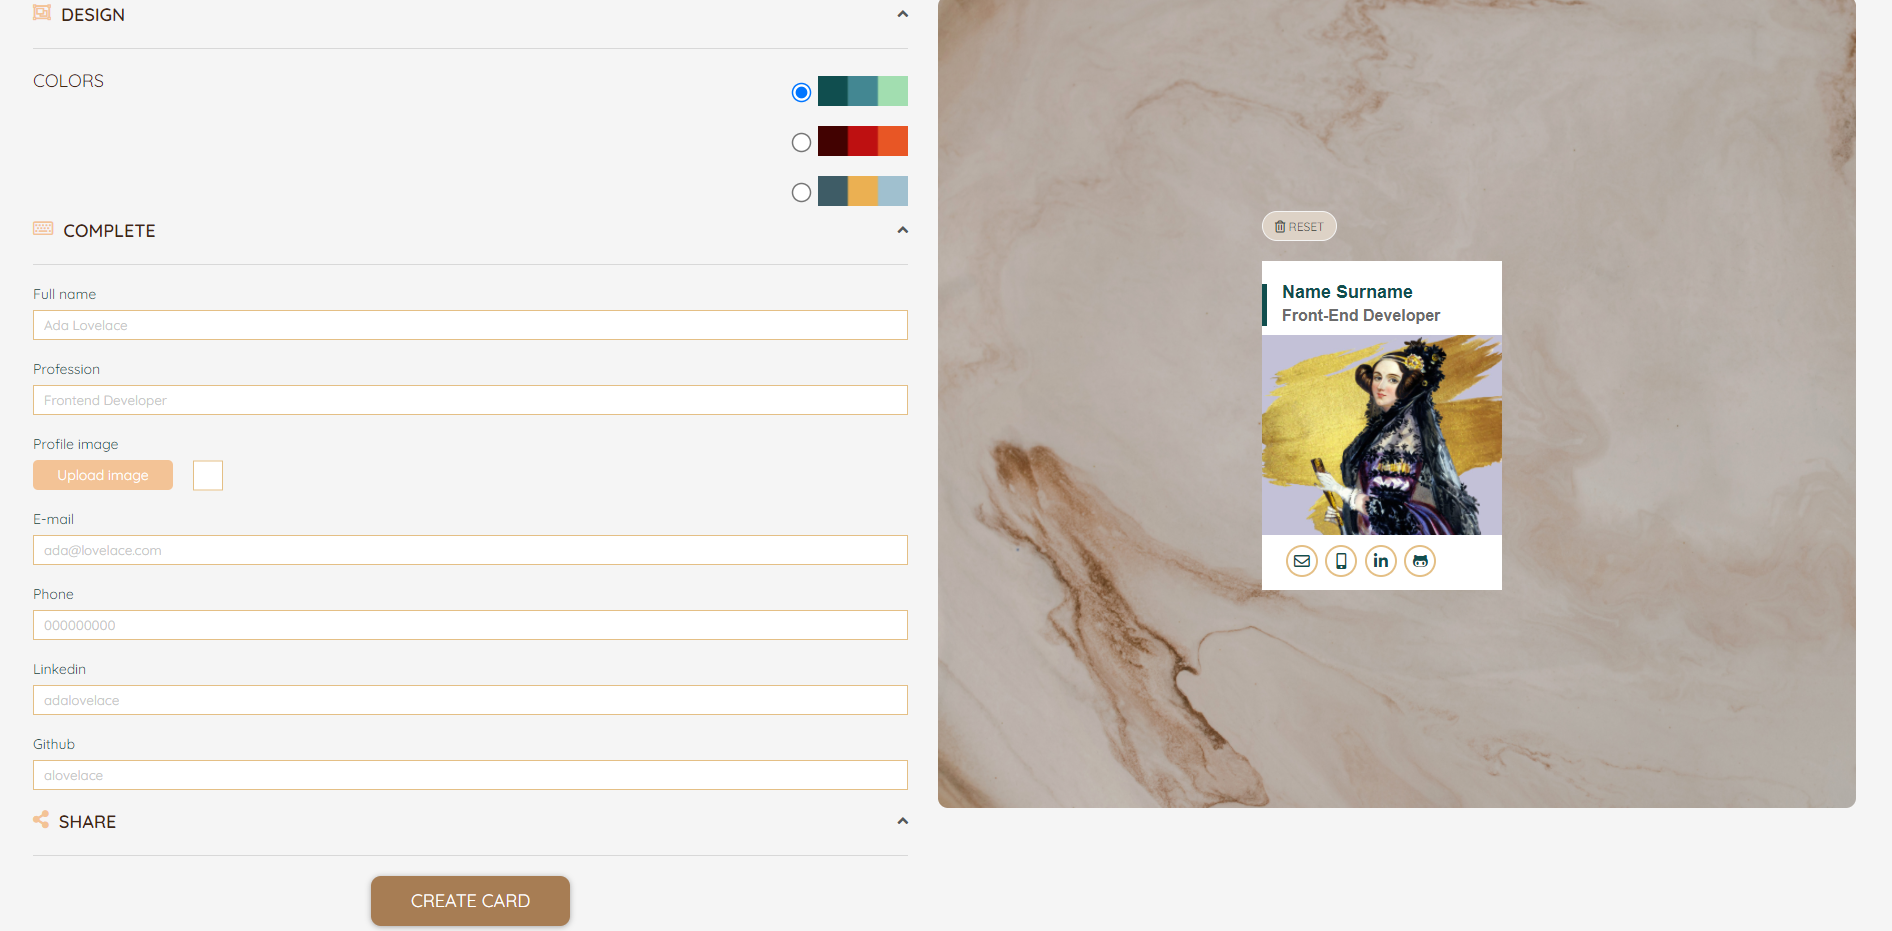 DESIGN
COLORS
COMPLETE
Full name
Ada Lovelace
Profession
Frontend Developer
Profile image
Upload image
E-mail
ada@lovelace.com
Phone
000000000
Linkedin
adalovelace
Github
alovelace
SHARE
CREATE CARD
RESET
Name Surname
Front-End Developer
in